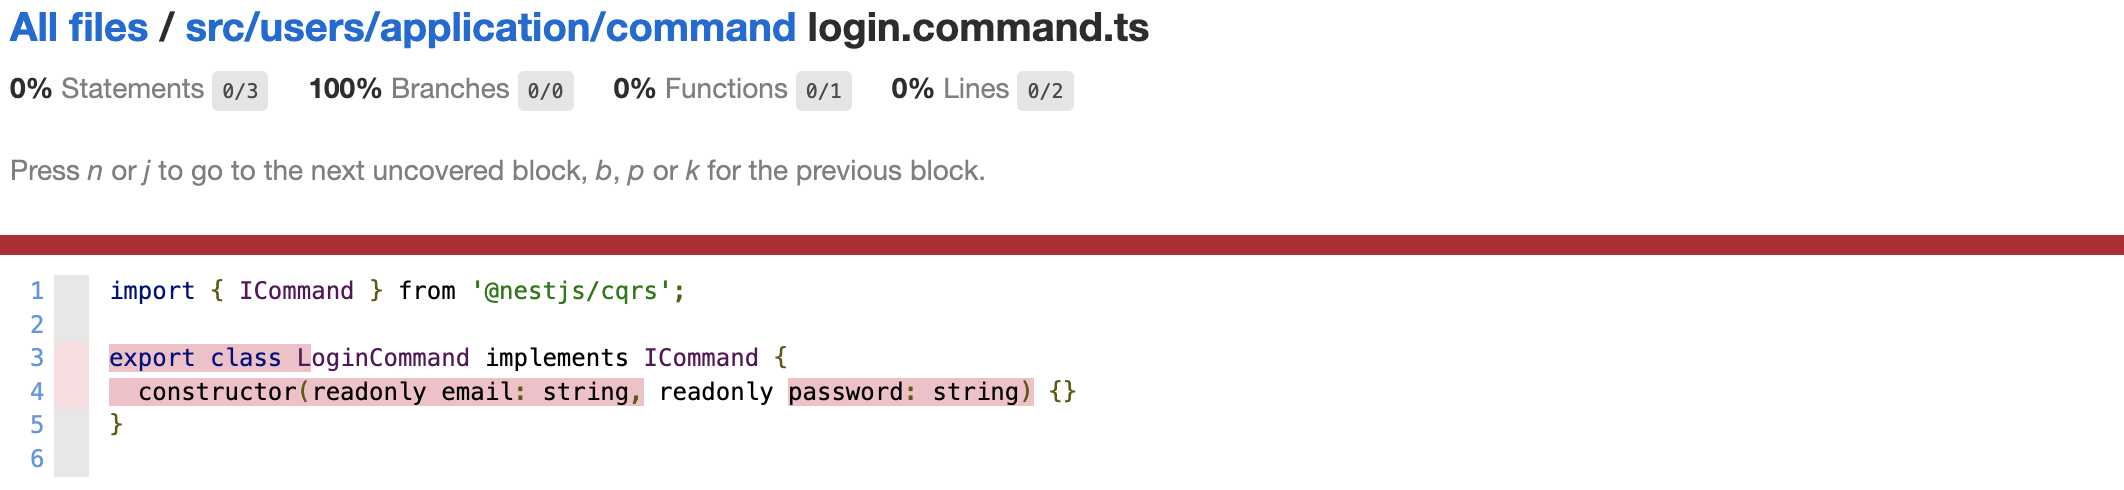 All files / src/users/application/command login.command.ts
0% Statements 0/3 100% Branches 0/0 0% Functions 0/1 0% Lines 0/2
Press n or j to go to the next uncovered block, b, p or k for the previous block.
1 import { ICommand } from '@nestjs/cqrs';
2
3 export class LoginCommand implements ICommand {
4   constructor(readonly email: string, readonly password: string) {}
5 }
6